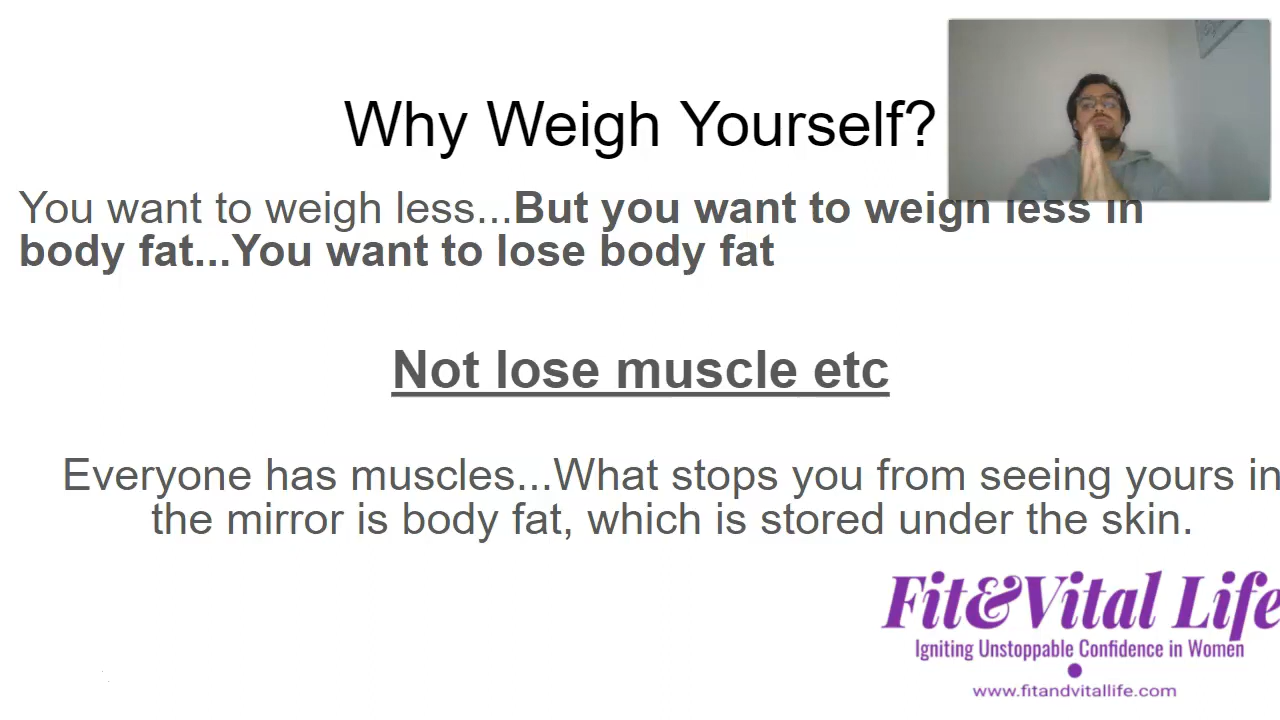 Why Weigh Yourself?
You want to weigh less...But you want to weigh less in
body fat...You want to lose body fat
Not lose muscle etc
Everyone has muscles...What stops you from seeing yours in
the mirror is body fat, which is stored under the skin.
Fit&Vital Life
Igniting Unstoppable Confidence in Women
www.fitandvitallife.com